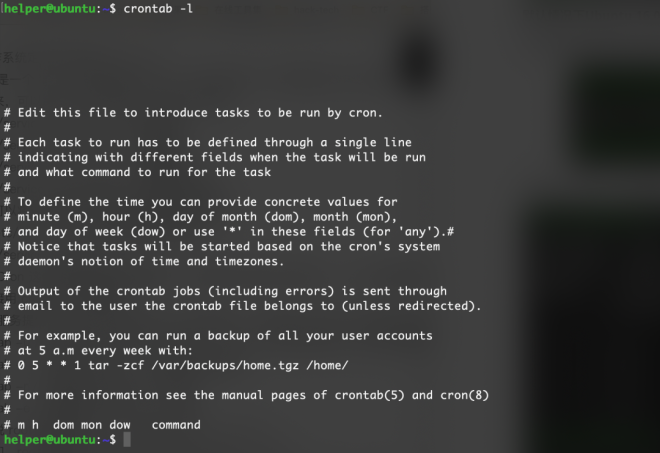 helper@ubuntu:~$ crontab -l
# Edit this file to introduce tasks to be run by cron.
#
# Each task to run has to be defined through a single line
# indicating with different fields when the task will be run
# and what command to run for the task
#
# To define the time you can provide concrete values for
# minute (m), hour (h), day of month (dom), month (mon),
# and day of week (dow) or use '*' in these fields (for 'any').#
# Notice that tasks will be started based on the cron's system
# daemon's notion of time and timezones.
#
# Output of the crontab jobs (including errors) is sent through
# email to the user the crontab file belongs to (unless redirected).
#
# For example, you can run a backup of all your user accounts
# at 5 a.m every week with:
# 0 5 * * 1 tar -zcf /var/backups/home.tgz /home/
#
# For more information see the manual pages of crontab(5) and cron(8)
#
# m h  dom mon dow   command
helper@ubuntu:~$